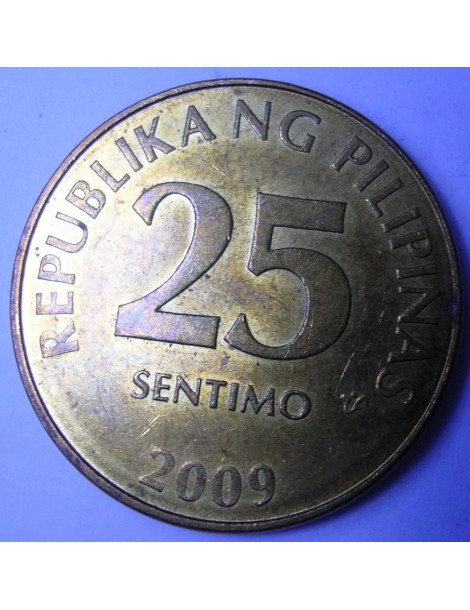 REPUBLIKA NG PILIPINAS
25
SENTIMO
2009